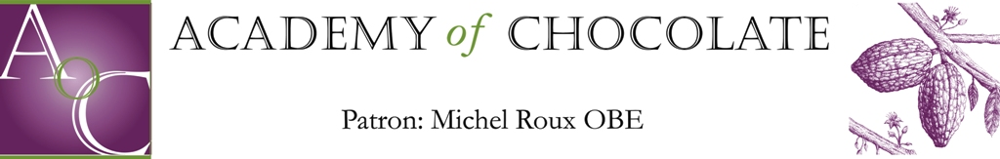 AOC
ACADEMY of CHOCOLATE
Patron: Michel Roux OBE